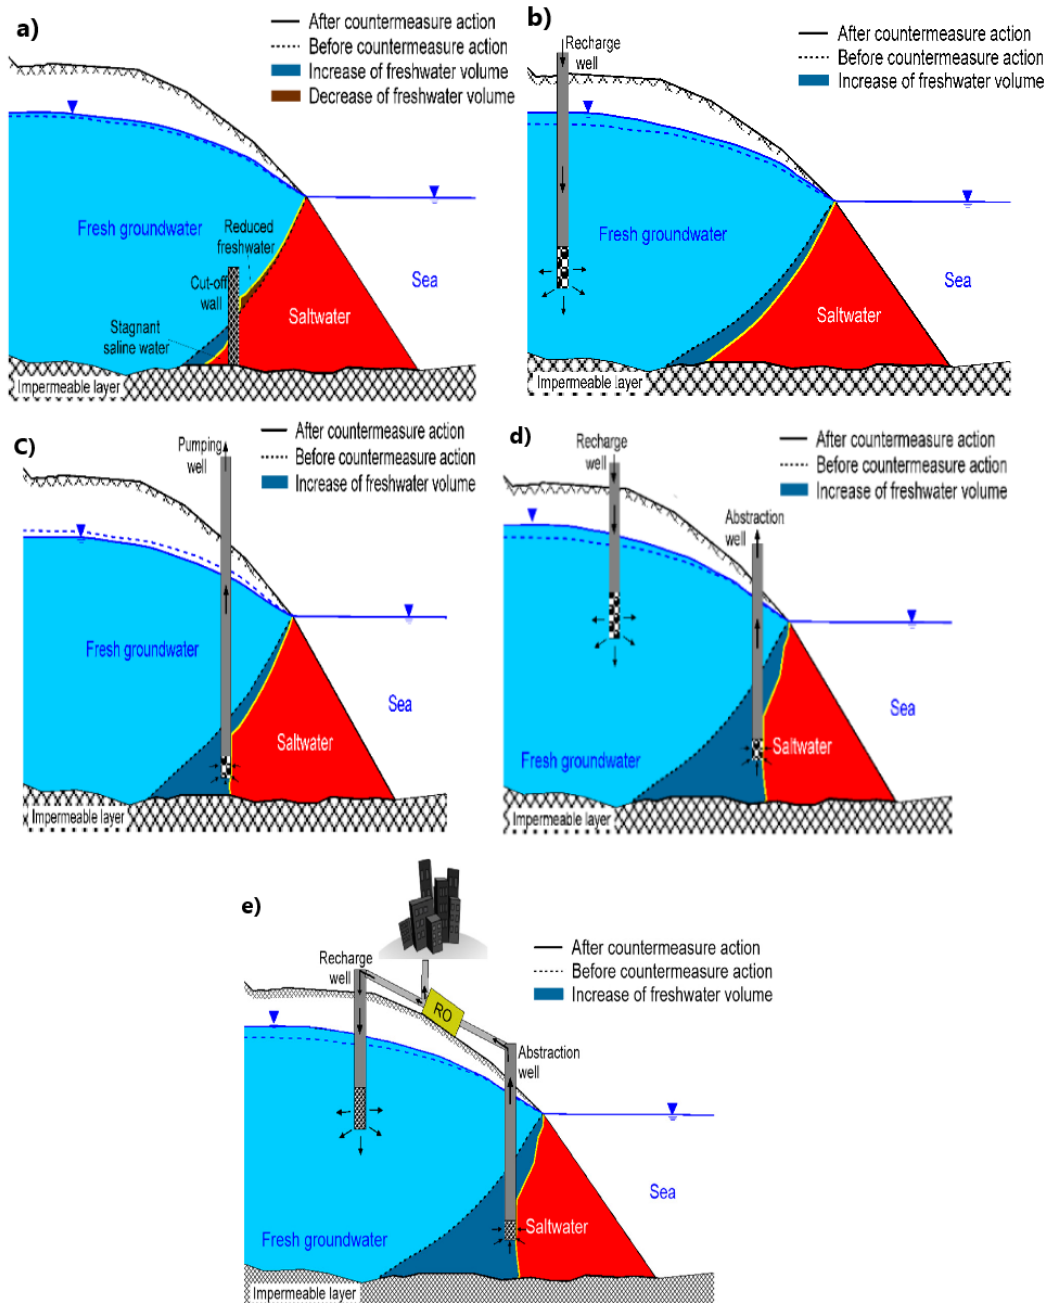 a)
After countermeasure action
Before countermeasure action
Increase of freshwater volume
Decrease of freshwater volume
Fresh groundwater
Reduced
freshwater
Cut-off
wall
Stagnant
saline water
Saltwater
Sea
Impermeable layer
b)
Recharge
well
After countermeasure action
Before countermeasure action
Increase of freshwater volume
Fresh groundwater
Saltwater
Sea
Impermeable layer
c)
Pumping
well
After countermeasure action
Before countermeasure action
Increase of freshwater volume
Fresh groundwater
Saltwater
Sea
Impermeable layer
d)
Recharge
well
After countermeasure action
Before countermeasure action
Increase of freshwater volume
Abstraction
well
Fresh groundwater
Saltwater
Sea
Impermeable layer
e)
Recharge
well
RO
After countermeasure action
Before countermeasure action
Increase of freshwater volume
Abstraction
well
Fresh groundwater
Saltwater
Sea
Impermeable layer